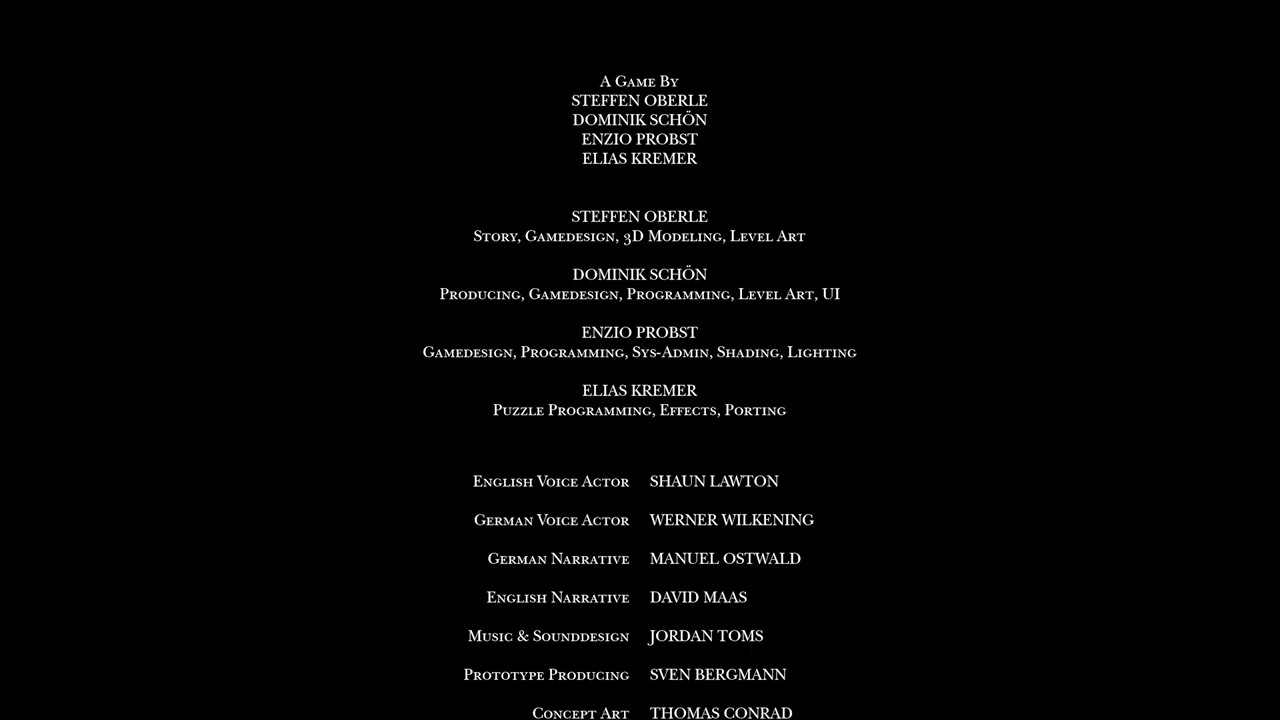 A Game By
STEFFEN OBERLE
DOMINIK SCHÖN
ENZIO PROBST
ELIAS KREMER
STEFFEN OBERLE
Story, Gamedesign, 3D Modeling, Level Art
DOMINIK SCHÖN
Producing, Gamedesign, Programming, Level Art, UI
ENZIO PROBST
Gamedesign, Programming, Sys-Admin, Shading, Lighting
ELIAS KREMER
Puzzle Programming, Effects, Porting
English Voice Actor SHAUN LAWTON
German Voice Actor WERNER WILKENING
German Narrative MANUEL OSTWALD
English Narrative DAVID MAAS
Music & Sounddesign JORDAN TOMS
Prototype Producing SVEN BERGMANN
Concept Art THOMAS CONRAD